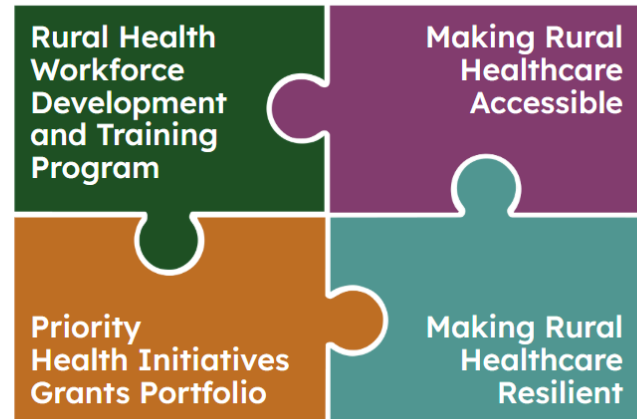 Rural Health
Workforce
Development
and Training
Program
Making Rural
Healthcare
Accessible
Priority
Health Initiatives
Grants Portfolio
Making Rural
Healthcare
Resilient